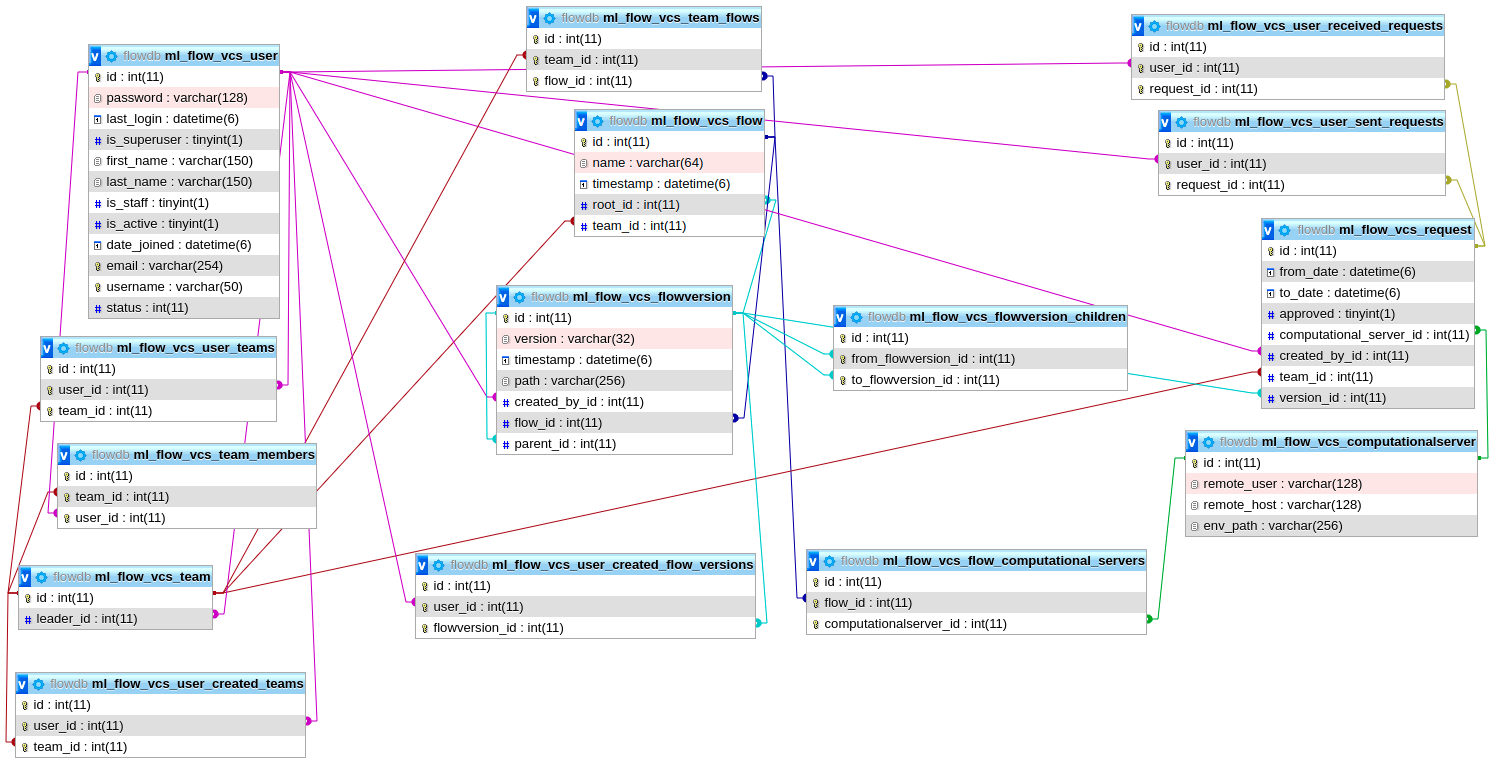 flowdb ml_flow_vcs_user
id : int(11)
password : varchar(128)
last_login : datetime(6)
is_superuser : tinyint(1)
first_name : varchar(150)
last_name : varchar(150)
is_staff : tinyint(1)
is_active : tinyint(1)
date_joined : datetime(6)
email : varchar(254)
username : varchar(50)
status : int(11)
flowdb ml_flow_vcs_user_teams
id : int(11)
user_id : int(11)
team_id : int(11)
flowdb ml_flow_vcs_team_members
id : int(11)
team_id : int(11)
user_id : int(11)
flowdb ml_flow_vcs_team
id : int(11)
leader_id : int(11)
flowdb ml_flow_vcs_user_created_teams
id : int(11)
user_id : int(11)
team_id : int(11)
flowdb ml_flow_vcs_team_flows
id : int(11)
team_id : int(11)
flow_id : int(11)
flowdb ml_flow_vcs_flow
id : int(11)
name : varchar(64)
timestamp : datetime(6)
root_id : int(11)
team_id : int(11)
flowdb ml_flow_vcs_flowversion
id : int(11)
version : varchar(32)
timestamp : datetime(6)
path : varchar(256)
created_by_id : int(11)
flow_id : int(11)
parent_id : int(11)
flowdb ml_flow_vcs_user_created_flow_versions
id : int(11)
user_id : int(11)
flowversion_id : int(11)
flowdb ml_flow_vcs_flowversion_children
id : int(11)
from_flowversion_id : int(11)
to_flowversion_id : int(11)
flowdb ml_flow_vcs_flow_computational_servers
id : int(11)
flow_id : int(11)
computationalserver_id : int(11)
flowdb ml_flow_vcs_user_received_requests
id : int(11)
user_id : int(11)
request_id : int(11)
flowdb ml_flow_vcs_user_sent_requests
id : int(11)
user_id : int(11)
request_id : int(11)
flowdb ml_flow_vcs_request
id : int(11)
from_date : datetime(6)
to_date : datetime(6)
approved : tinyint(1)
computational_server_id : int(11)
created_by_id : int(11)
team_id : int(11)
version_id : int(11)
flowdb ml_flow_vcs_computationalserver
id : int(11)
remote_user : varchar(128)
remote_host : varchar(128)
env_path : varchar(256)